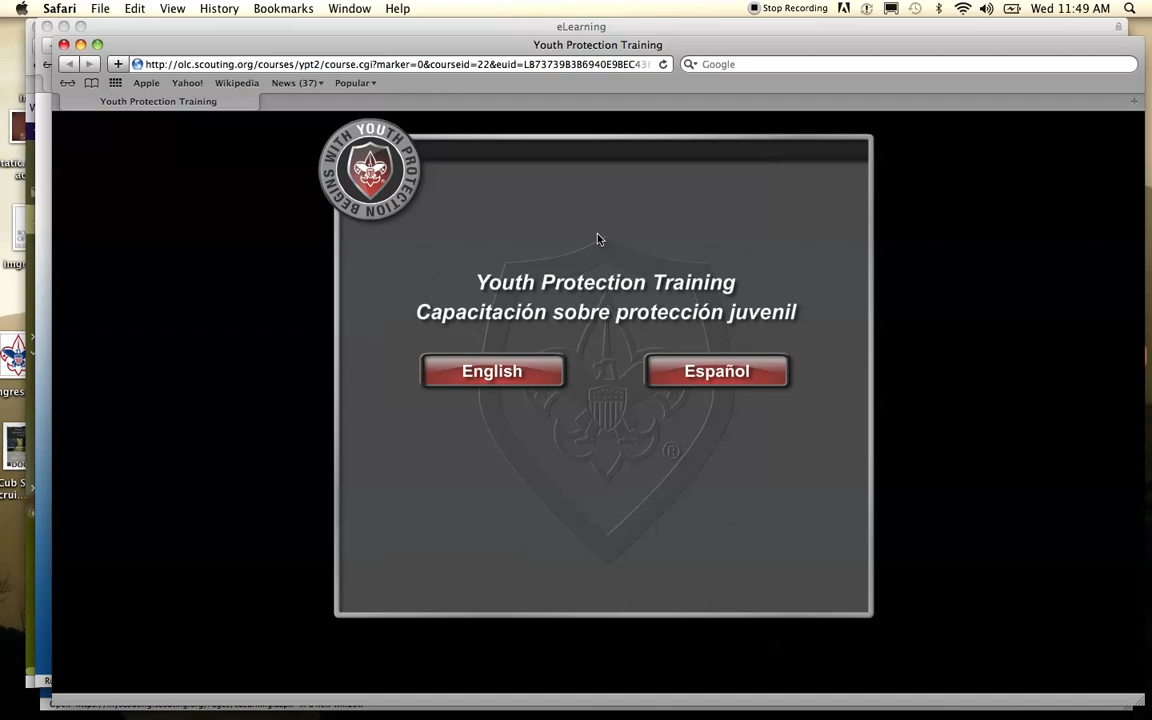 Safari File Edit View History Bookmarks Window Help Stop Recording Wed 11:49 AM
eLearning
Youth Protection Training
http://olc.scouting.org/courses/ypt2/course.cgi?marker=0&courseid=22&euid=LB73739B3B6940E9BEC43 Google
Apple Yahoo! Wikipedia News (37) Popular
Youth Protection Training
BEGINS WITH YOUTH PROTECTION
Youth Protection Training
Capacitación sobre protección juvenil
English Español
®